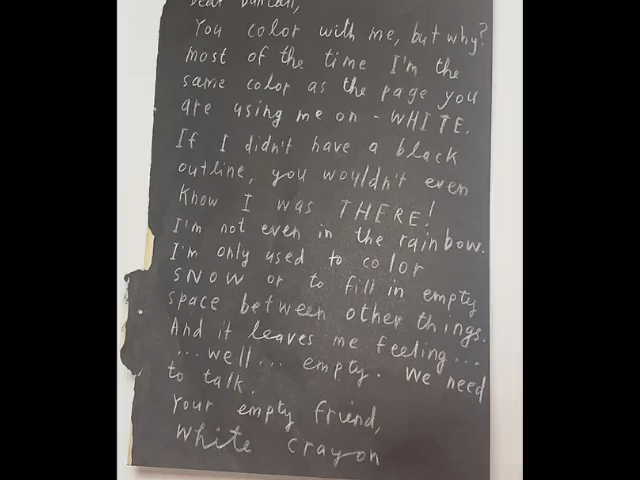 Dear Duncan,
You color with me, but why?
most of the time I'm the
same color as the page you
are using me on - WHITE.
If I didn't have a black
outline, you wouldn't even
know I was THERE!
I'm not even in the rainbow.
I'm only used to color
SNOW or to fill in empty
space between other things.
And it leaves me feeling...
...well... empty. We need
to talk.
Your empty friend,
White crayon